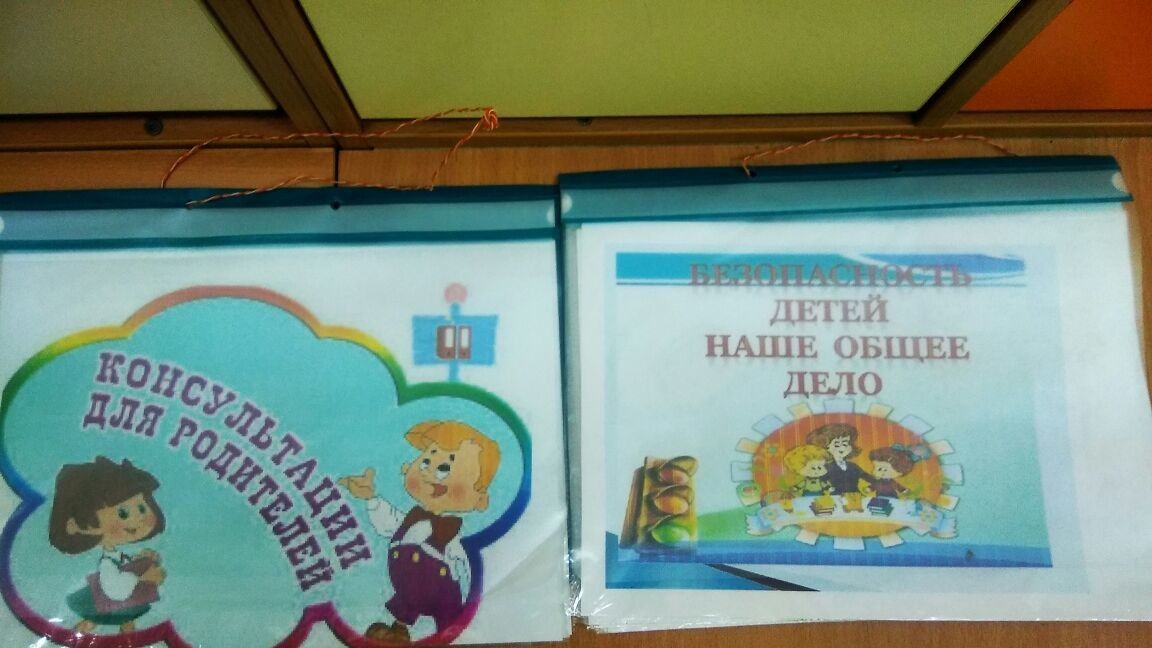 КОНСУЛЬТАЦИИ
ДЛЯ РОДИТЕЛЕЙ
БЕЗОПАСНОСТЬ
ДЕТЕЙ
НАШЕ ОБЩЕЕ
ДЕЛО